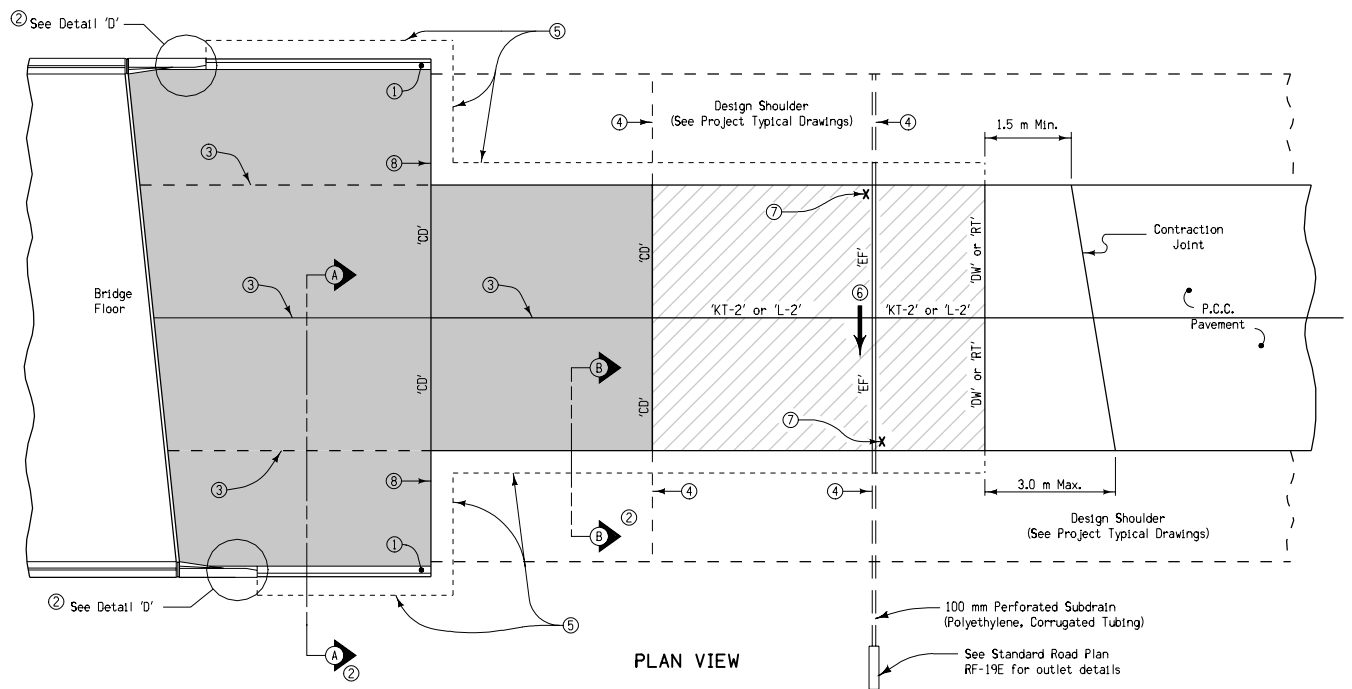 ② See Detail 'D'
⑤
①
Design Shoulder
(See Project Typical Drawings)
④
④
1.5 m Min.
③
⑧
⑦
'CD'
'CD'
'EF'
'DW' or 'RT'
Contraction
Joint
A
③
③
Bridge
Floor
⑥
'KT-2' or 'L-2'
'KT-2' or 'L-2'
P.C.C.
Pavement
B
'CD'
'CD'
'EF'
'DW' or 'RT'
⑦
③
⑧
④
④
3.0 m Max.
②
B
Design Shoulder
(See Project Typical Drawings)
①
② See Detail 'D'
⑤
100 mm Perforated Subdrain
(Polyethylene, Corrugated Tubing)
A
②
PLAN VIEW
See Standard Road Plan
RF-19E for outlet details